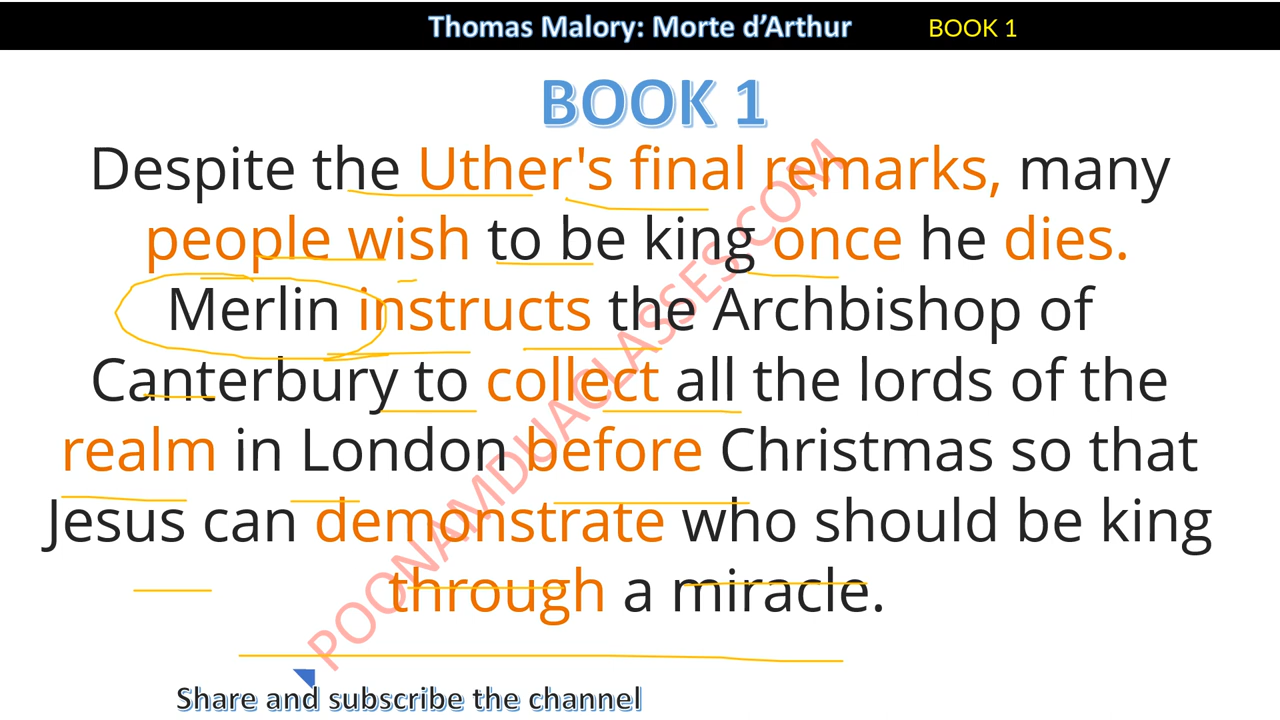 Thomas Malory: Morte d'Arthur BOOK 1
BOOK 1
Despite the Uther's final remarks, many
people wish to be king once he dies.
Merlin instructs the Archbishop of
Canterbury to collect all the lords of the
realm in London before Christmas so that
Jesus can demonstrate who should be king
through a miracle.
POONAMDUACLASSES.COM
Share and subscribe the channel